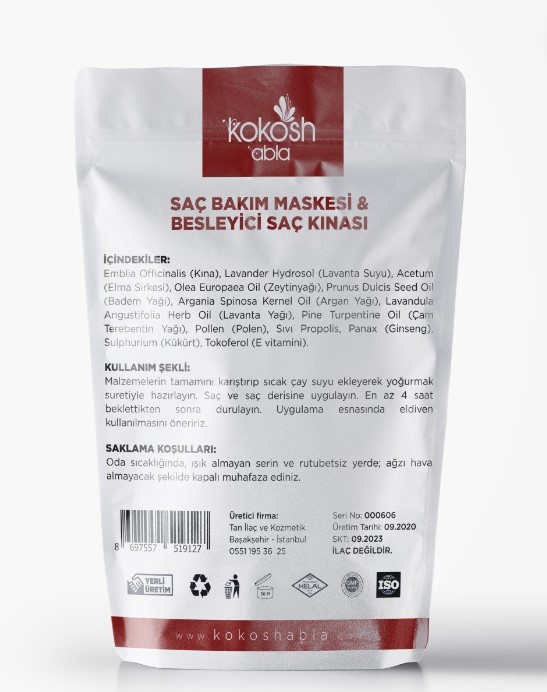 kokosh
abla
SAÇ BAKIM MASKESİ &
BESLEYİCİ SAÇ KINASI
İÇİNDEKİLER:
Emblia Officinalis (Kına), Lavander Hydrosol (Lavanta Suyu), Acetum
(Elma Sirkesi), Olea Europaea Oil (Zeytinyağı), Prunus Dulcis Seed Oil
(Badem Yağı), Argania Spinosa Kernel Oil (Argan Yağı), Lavandula
Angustifolia Herb Oil (Lavanta Yağı), Pine Turpentine Oil (Çam
Terebentin Yağı), Pollen (Polen), Sıvı Propolis, Panax (Ginseng),
Sulphurium (Kükürt), Tokoferol (E vitamini).
KULLANIM ŞEKLİ:
Malzemelerin tamamını karıştırıp sıcak çay suyu ekleyerek yoğurmak
suretiyle hazırlayın. Saç ve saç derisine uygulayın. En az 4 saat
beklettikten sonra durulayın. Uygulama esnasında eldiven
kullanılmasını öneririz.
SAKLAMA KOŞULLARI:
Oda sıcaklığında, ışık almayan serin ve rutubetsiz yerde; ağzı hava
almayacak şekilde kapalı muhafaza ediniz.
Üretici firma:
Tan İlaç ve Kozmetik
Başakşehir - İstanbul
0551 195 36 25
Seri No: 000606
Üretim Tarihi: 09.2020
SKT: 09.2023
İLAÇ DEĞİLDİR.
8 697557 519127
YERLİ
ÜRETİM
HELAL
GMP
ISO
www.kokoshabla